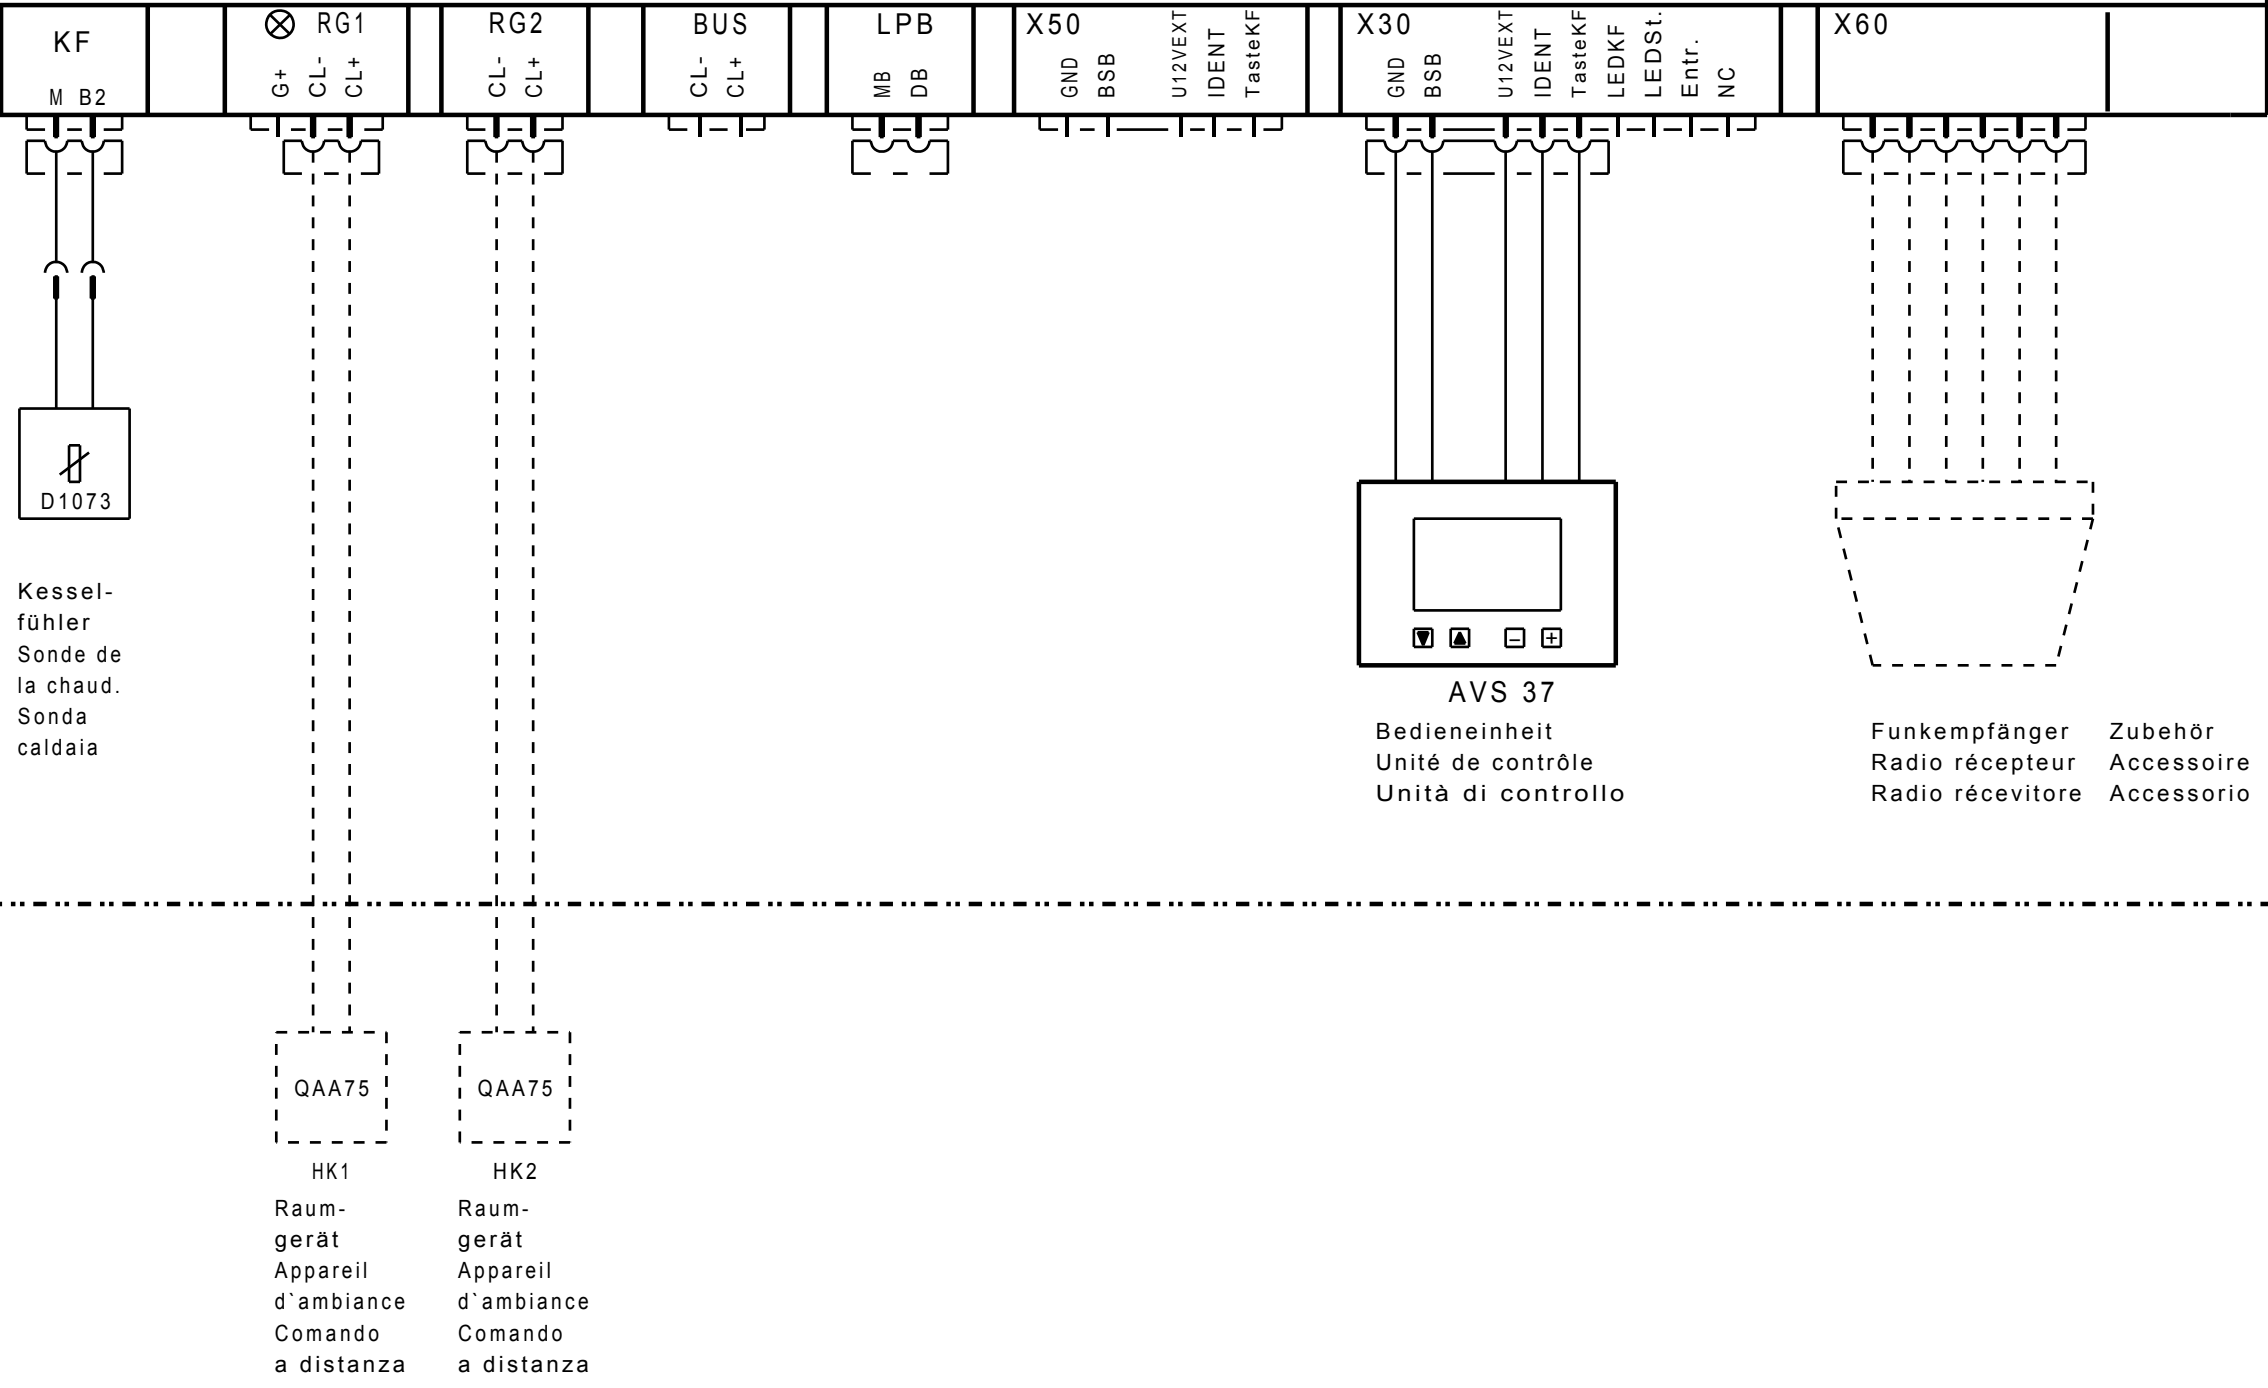 KF
M B2
RG1
G+
CL-
CL+
RG2
CL-
CL+
BUS
CL-
CL+
LPB
MB
DB
X50
GND
BSB
U12VEXT
IDENT
TasteKF
X30
GND
BSB
U12VEXT
IDENT
TasteKF
LEDKF
LEDSt.
Entr.
NC
X60
D1073
Kessel-
fühler
Sonde de
la chaud.
Sonda
caldaia
AVS 37
Bedieneinheit
Unité de contrôle
Unità di controllo
Funkempfänger
Radio récepteur
Radio récevitore
Zubehör
Accessoire
Accessorio
QAA75
HK1
Raum-
gerät
Appareil
d`ambiance
Comando
a distanza
QAA75
HK2
Raum-
gerät
Appareil
d`ambiance
Comando
a distanza